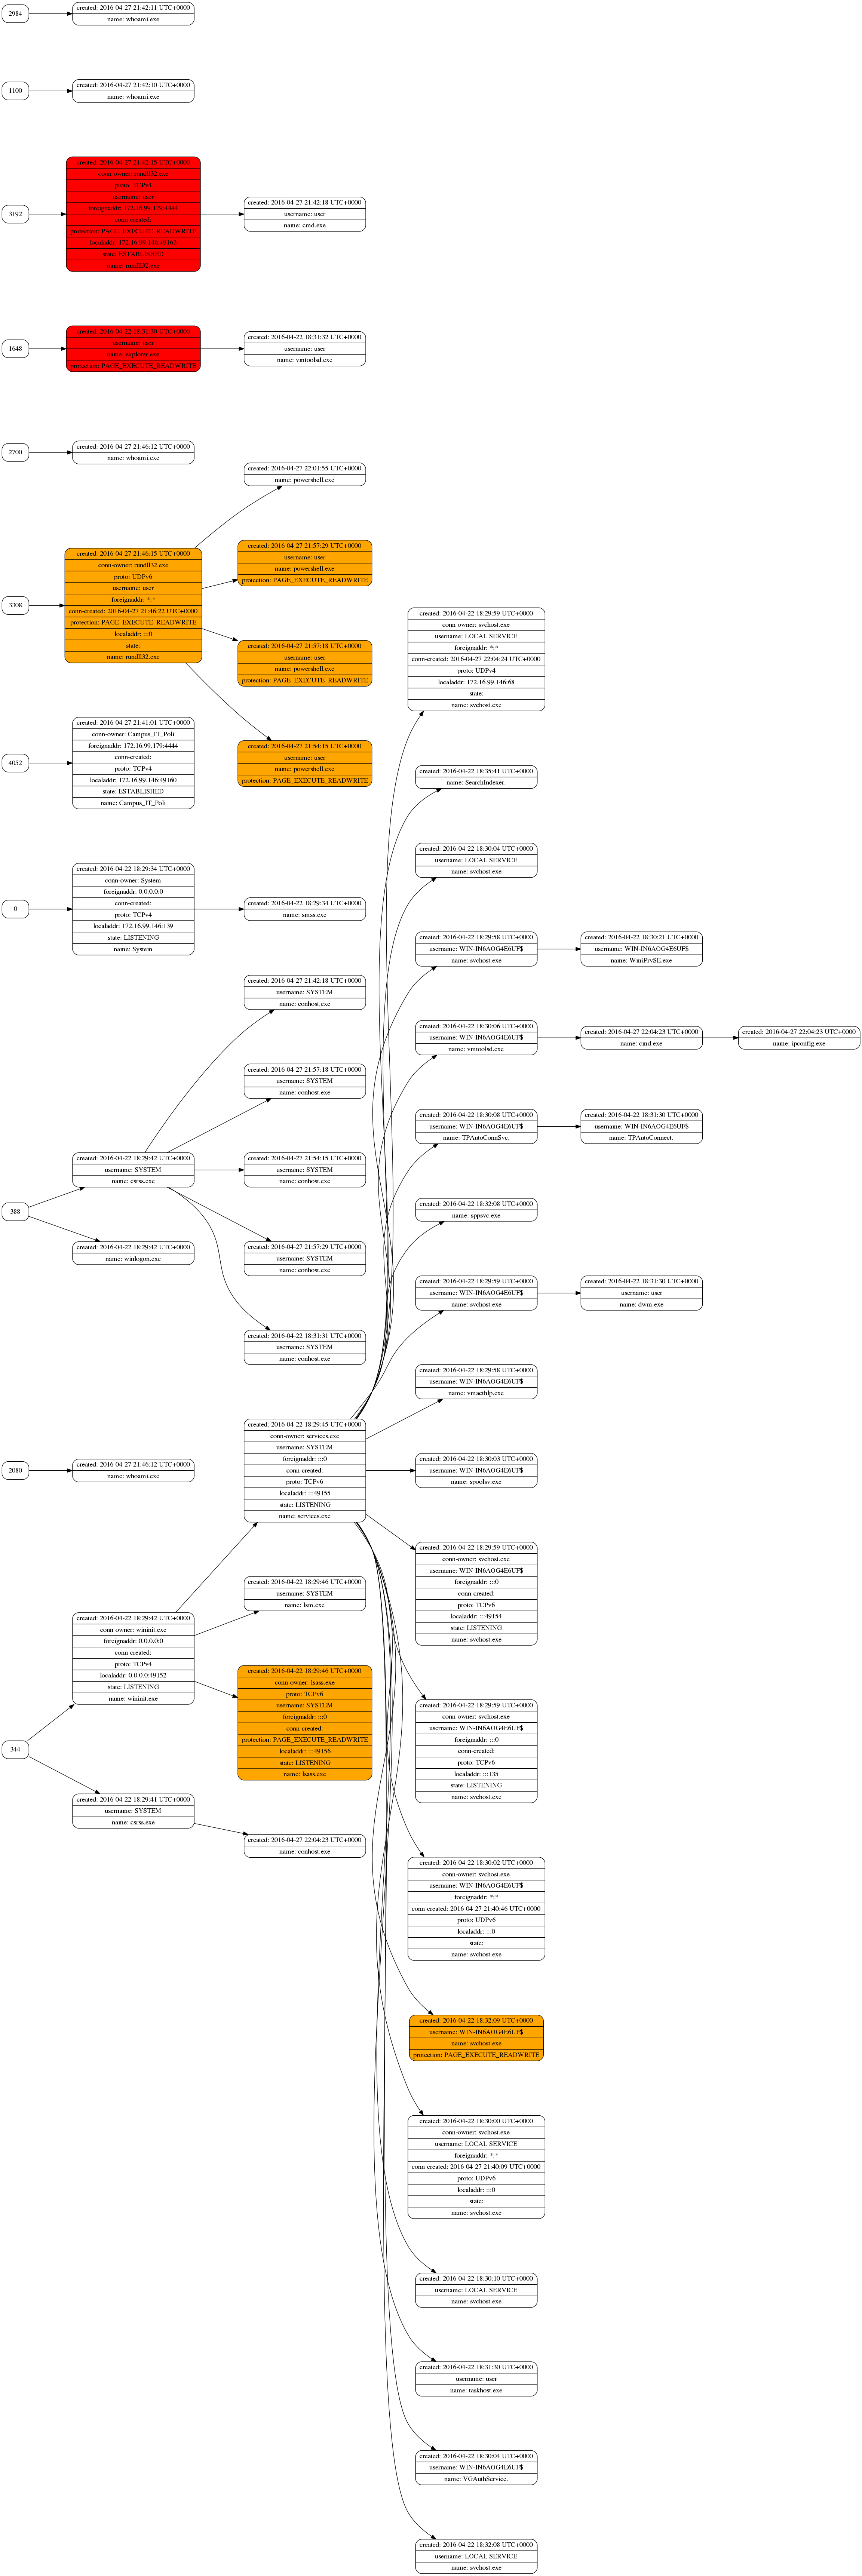 2984
created: 2016-04-27 21:42:11 UTC+0000
name: whoami.exe
1100
created: 2016-04-27 21:42:10 UTC+0000
name: whoami.exe
3192
created: 2016-04-27 21:42:15 UTC+0000
conn-owner: rundll32.exe
proto: TCPv4
username: user
foreignaddr: 172.16.99.179:4444
conn-created:
protection: PAGE_EXECUTE_READWRITE
localaddr: 172.16.99.146:49163
state: ESTABLISHED
name: rundll32.exe
created: 2016-04-27 21:42:18 UTC+0000
username: user
name: cmd.exe
1648
created: 2016-04-22 18:31:30 UTC+0000
username: user
name: explorer.exe
protection: PAGE_EXECUTE_READWRITE
created: 2016-04-22 18:31:32 UTC+0000
username: user
name: vmtoolsd.exe
2700
created: 2016-04-27 21:46:12 UTC+0000
name: whoami.exe
3308
created: 2016-04-27 21:46:15 UTC+0000
conn-owner: rundll32.exe
proto: UDPv6
username: user
foreignaddr: *:*
conn-created: 2016-04-27 21:46:22 UTC+0000
protection: PAGE_EXECUTE_READWRITE
localaddr: :::0
state:
name: rundll32.exe
created: 2016-04-27 22:01:55 UTC+0000
name: powershell.exe
created: 2016-04-27 21:57:29 UTC+0000
username: user
name: powershell.exe
protection: PAGE_EXECUTE_READWRITE
created: 2016-04-27 21:57:18 UTC+0000
username: user
name: powershell.exe
protection: PAGE_EXECUTE_READWRITE
created: 2016-04-27 21:54:15 UTC+0000
username: user
name: powershell.exe
protection: PAGE_EXECUTE_READWRITE
4052
created: 2016-04-27 21:41:01 UTC+0000
conn-owner: Campus_IT_Poli
foreignaddr: 172.16.99.179:4444
conn-created:
proto: TCPv4
localaddr: 172.16.99.146:49160
state: ESTABLISHED
name: Campus_IT_Poli
0
created: 2016-04-22 18:29:34 UTC+0000
conn-owner: System
foreignaddr: 0.0.0.0:0
conn-created:
proto: TCPv4
localaddr: 172.16.99.146:139
state: LISTENING
name: System
created: 2016-04-22 18:29:34 UTC+0000
name: smss.exe
388
created: 2016-04-22 18:29:42 UTC+0000
username: SYSTEM
name: csrss.exe
created: 2016-04-22 18:29:42 UTC+0000
name: winlogon.exe
created: 2016-04-27 21:42:18 UTC+0000
username: SYSTEM
name: conhost.exe
created: 2016-04-27 21:57:18 UTC+0000
username: SYSTEM
name: conhost.exe
created: 2016-04-27 21:54:15 UTC+0000
username: SYSTEM
name: conhost.exe
created: 2016-04-27 21:57:29 UTC+0000
username: SYSTEM
name: conhost.exe
created: 2016-04-22 18:31:31 UTC+0000
username: SYSTEM
name: conhost.exe
2080
created: 2016-04-27 21:46:12 UTC+0000
name: whoami.exe
344
created: 2016-04-22 18:29:42 UTC+0000
conn-owner: wininit.exe
foreignaddr: 0.0.0.0:0
conn-created:
proto: TCPv4
localaddr: 0.0.0.0:49152
state: LISTENING
name: wininit.exe
created: 2016-04-22 18:29:41 UTC+0000
username: SYSTEM
name: csrss.exe
created: 2016-04-22 18:29:45 UTC+0000
conn-owner: services.exe
username: SYSTEM
foreignaddr: :::0
conn-created:
proto: TCPv6
localaddr: :::49155
state: LISTENING
name: services.exe
created: 2016-04-22 18:29:46 UTC+0000
username: SYSTEM
name: lsm.exe
created: 2016-04-22 18:29:46 UTC+0000
conn-owner: lsass.exe
proto: TCPv6
username: SYSTEM
foreignaddr: :::0
conn-created:
protection: PAGE_EXECUTE_READWRITE
localaddr: :::49156
state: LISTENING
name: lsass.exe
created: 2016-04-27 22:04:23 UTC+0000
name: conhost.exe
created: 2016-04-22 18:29:59 UTC+0000
conn-owner: svchost.exe
username: LOCAL SERVICE
foreignaddr: *:*
conn-created: 2016-04-27 22:04:24 UTC+0000
proto: UDPv4
localaddr: 172.16.99.146:68
state:
name: svchost.exe
created: 2016-04-22 18:35:41 UTC+0000
name: SearchIndexer.
created: 2016-04-22 18:30:04 UTC+0000
username: LOCAL SERVICE
name: svchost.exe
created: 2016-04-22 18:29:58 UTC+0000
username: WIN-IN6AOG4E6UF$
name: svchost.exe
created: 2016-04-22 18:30:21 UTC+0000
username: WIN-IN6AOG4E6UF$
name: WmiPrvSE.exe
created: 2016-04-22 18:30:06 UTC+0000
username: WIN-IN6AOG4E6UF$
name: vmtoolsd.exe
created: 2016-04-27 22:04:23 UTC+0000
name: cmd.exe
created: 2016-04-27 22:04:23 UTC+0000
name: ipconfig.exe
created: 2016-04-22 18:30:08 UTC+0000
username: WIN-IN6AOG4E6UF$
name: TPAutoConnSvc.
created: 2016-04-22 18:31:30 UTC+0000
username: WIN-IN6AOG4E6UF$
name: TPAutoConnect.
created: 2016-04-22 18:32:08 UTC+0000
name: sppsvc.exe
created: 2016-04-22 18:29:59 UTC+0000
username: WIN-IN6AOG4E6UF$
name: svchost.exe
created: 2016-04-22 18:31:30 UTC+0000
username: user
name: dwm.exe
created: 2016-04-22 18:29:58 UTC+0000
username: WIN-IN6AOG4E6UF$
name: vmacthlp.exe
created: 2016-04-22 18:30:03 UTC+0000
username: WIN-IN6AOG4E6UF$
name: spoolsv.exe
created: 2016-04-22 18:29:59 UTC+0000
conn-owner: svchost.exe
username: WIN-IN6AOG4E6UF$
foreignaddr: :::0
conn-created:
proto: TCPv6
localaddr: :::49154
state: LISTENING
name: svchost.exe
created: 2016-04-22 18:29:59 UTC+0000
conn-owner: svchost.exe
username: WIN-IN6AOG4E6UF$
foreignaddr: :::0
conn-created:
proto: TCPv6
localaddr: :::135
state: LISTENING
name: svchost.exe
created: 2016-04-22 18:30:02 UTC+0000
conn-owner: svchost.exe
username: WIN-IN6AOG4E6UF$
foreignaddr: *:*
conn-created: 2016-04-27 21:40:46 UTC+0000
proto: UDPv6
localaddr: :::0
state:
name: svchost.exe
created: 2016-04-22 18:32:09 UTC+0000
username: WIN-IN6AOG4E6UF$
name: svchost.exe
protection: PAGE_EXECUTE_READWRITE
created: 2016-04-22 18:30:00 UTC+0000
conn-owner: svchost.exe
username: LOCAL SERVICE
foreignaddr: *:*
conn-created: 2016-04-27 21:40:09 UTC+0000
proto: UDPv6
localaddr: :::0
state:
name: svchost.exe
created: 2016-04-22 18:30:10 UTC+0000
username: LOCAL SERVICE
name: svchost.exe
created: 2016-04-22 18:31:30 UTC+0000
username: user
name: taskhost.exe
created: 2016-04-22 18:30:04 UTC+0000
username: WIN-IN6AOG4E6UF$
name: VGAuthService.
created: 2016-04-22 18:32:08 UTC+0000
username: LOCAL SERVICE
name: svchost.exe